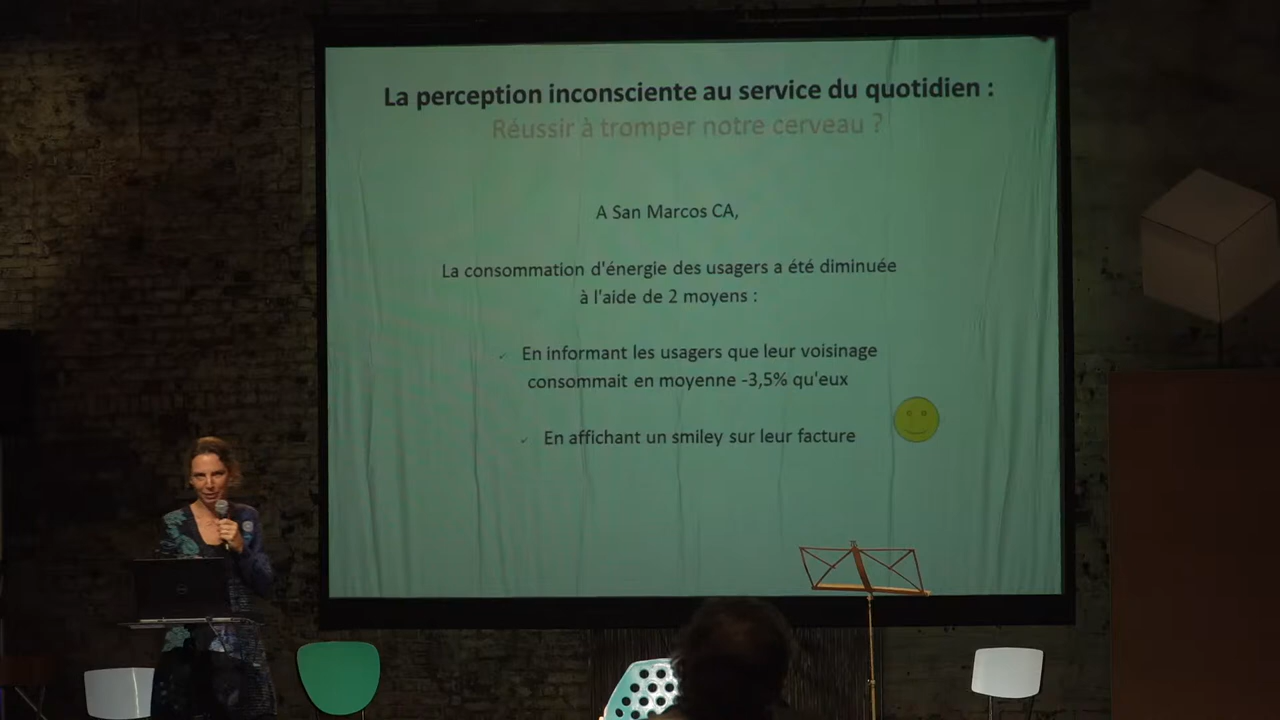 La perception inconsciente au service du quotidien :
Réussir à tromper notre cerveau ?
A San Marcos CA,
La consommation d'énergie des usagers a été diminuée
à l'aide de 2 moyens :
✓ En informant les usagers que leur voisinage
consommait en moyenne -3,5% qu'eux
✓ En affichant un smiley sur leur facture